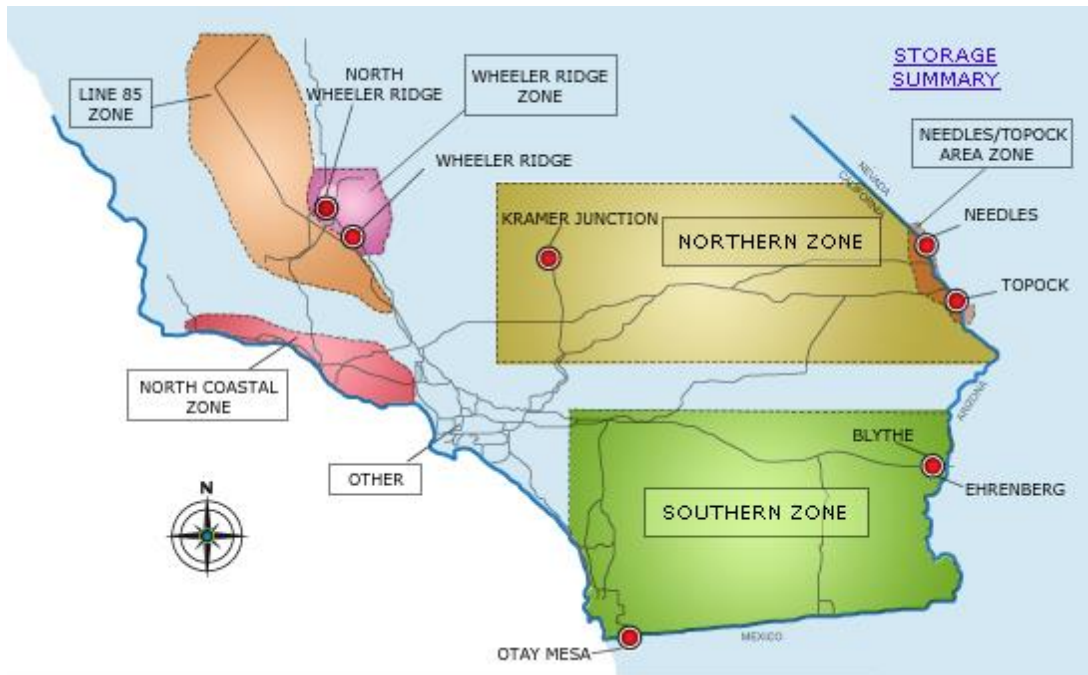 STORAGE
SUMMARY
NORTH
WHEELER RIDGE
WHEELER RIDGE
ZONE
LINE 85
ZONE
NEEDLES/TOPOCK
AREA ZONE
WHEELER RIDGE
NEVADA
CALIFORNIA
NEEDLES
KRAMER JUNCTION
NORTHERN ZONE
TOPOCK
NORTH COASTAL
ZONE
ARIZONA
BLYTHE
OTHER
EHRENBERG
N
SOUTHERN ZONE
MEXICO
OTAY MESA